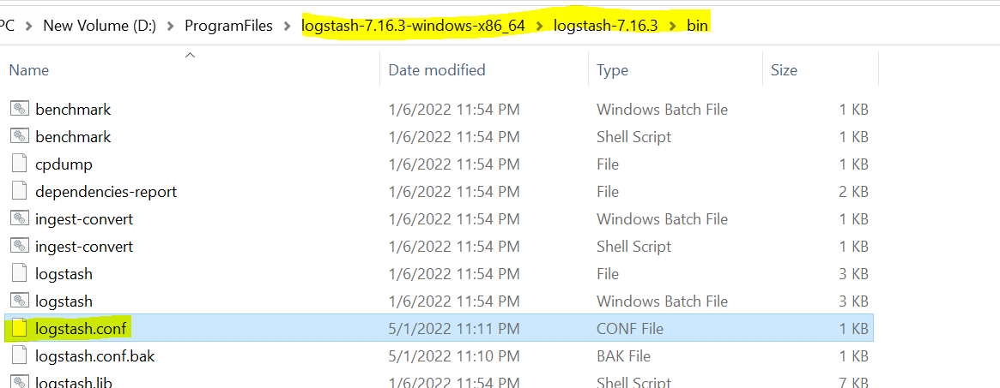 PC > New Volume (D:) > ProgramFiles > logstash-7.16.3-windows-x86_64 > logstash-7.16.3 > bin
Name Date modified Type Size
benchmark 1/6/2022 11:54 PM Windows Batch File 1 KB
benchmark 1/6/2022 11:54 PM Shell Script 1 KB
cpdump 1/6/2022 11:54 PM File 1 KB
dependencies-report 1/6/2022 11:54 PM File 2 KB
ingest-convert 1/6/2022 11:54 PM Windows Batch File 1 KB
ingest-convert 1/6/2022 11:54 PM Shell Script 1 KB
logstash 1/6/2022 11:54 PM File 3 KB
logstash 1/6/2022 11:54 PM Windows Batch File 3 KB
logstash.conf 5/1/2022 11:11 PM CONF File 1 KB
logstash.conf.bak 5/1/2022 11:10 PM BAK File 1 KB
logstash.lib 1/6/2022 11:54 PM Shell Script 7 KB